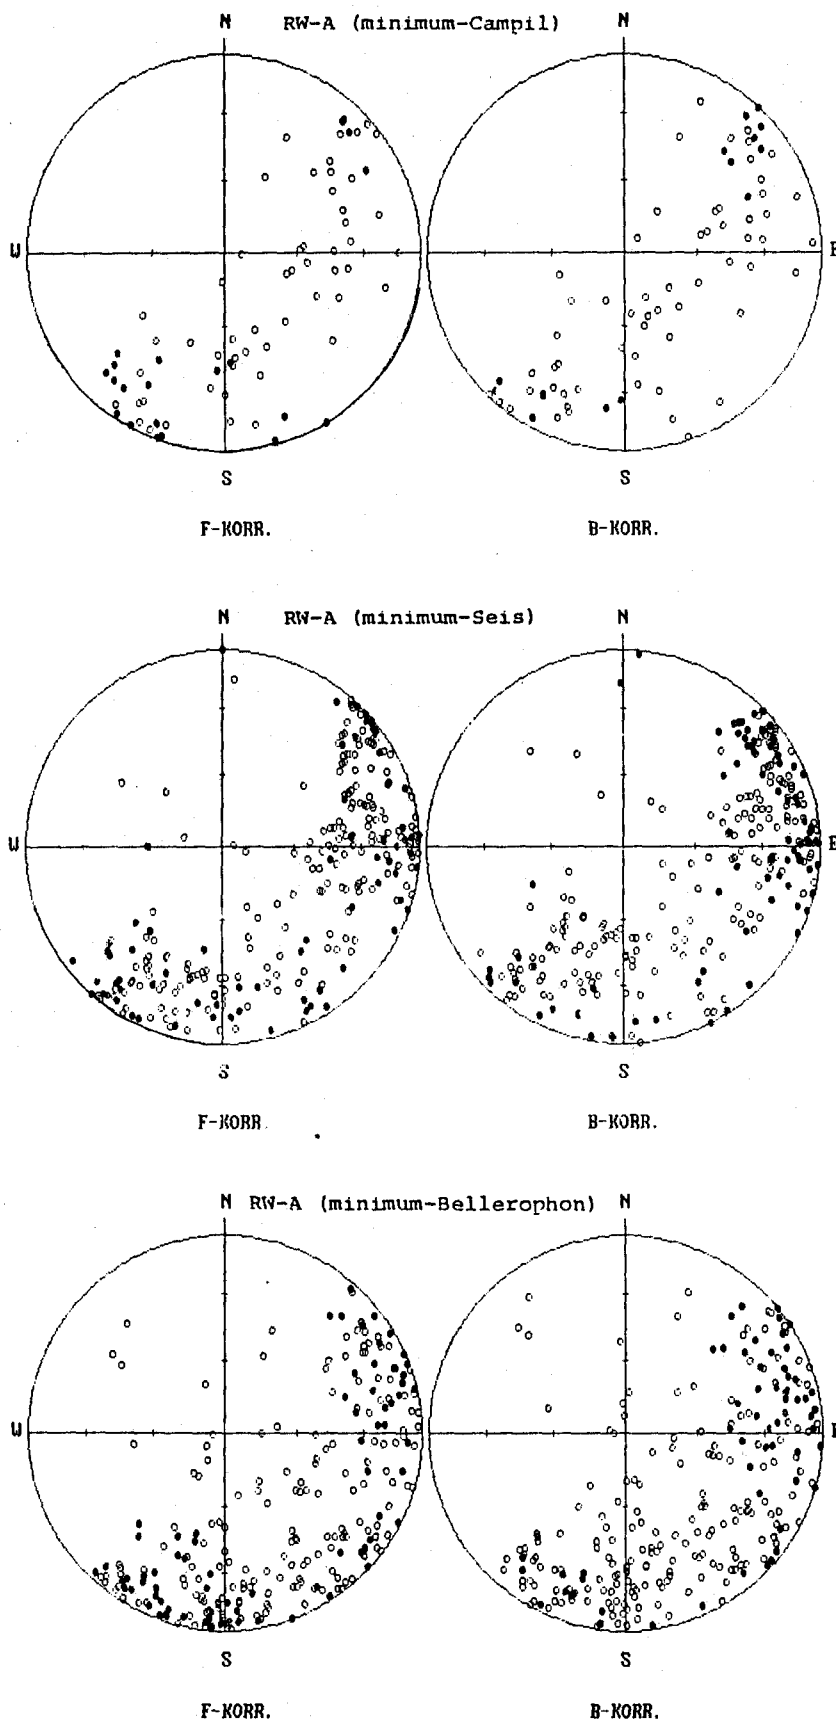 RW-A (minimum-Campil)
N N
W E
S S
F-KORR. B-KORR.
RW-A (minimum-Seis)
N N
W E
S S
F-KORR B-KORR.
RW-A (minimum-Bellerophon)
N N
W E
S S
F-KORR. B-KORR.